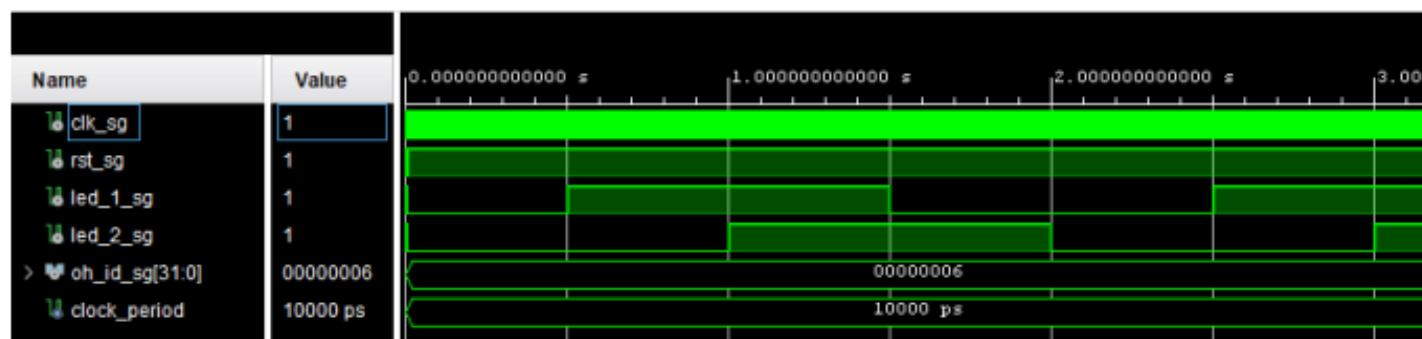 Name Value 0.000000000000 s 1.000000000000 s 2.000000000000 s 3.00
clk_sg 1
rst_sg 1
led_1_sg 1
led_2_sg 1
> oh_id_sg[31:0] 00000006 00000006
clock_period 10000 ps 10000 ps